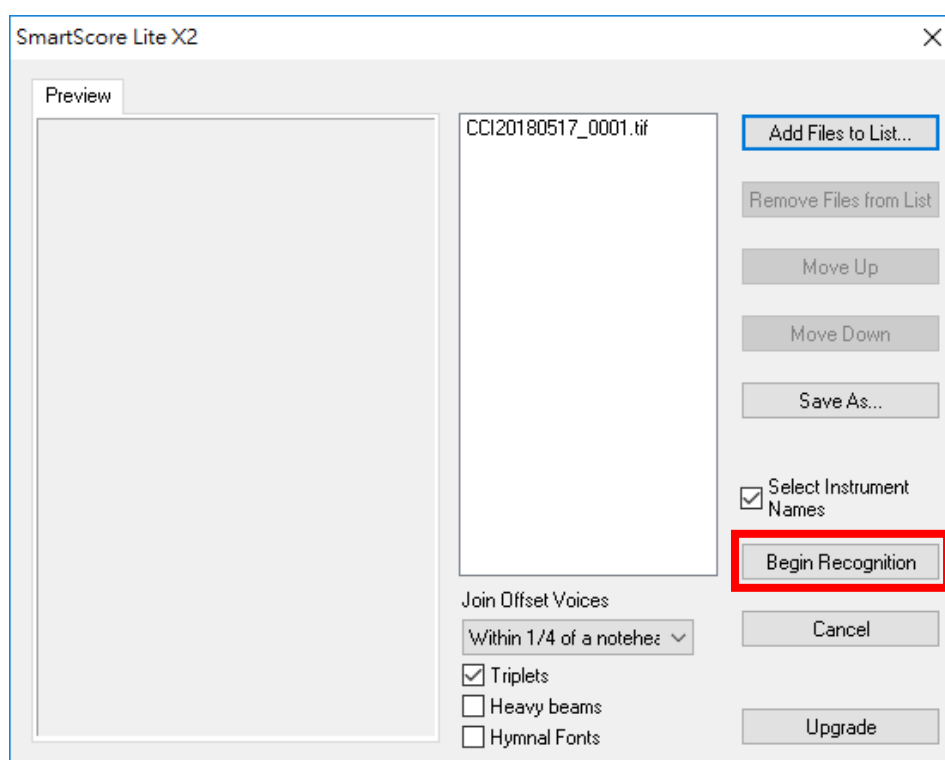 SmartScore Lite X2
Preview
CCI20180517_0001.tif
Add Files to List...
Remove Files from List
Move Up
Move Down
Save As...
Select Instrument
Names
Begin Recognition
Join Offset Voices
Within 1/4 of a notehea
Cancel
Triplets
Heavy beams
Hymnal Fonts
Upgrade